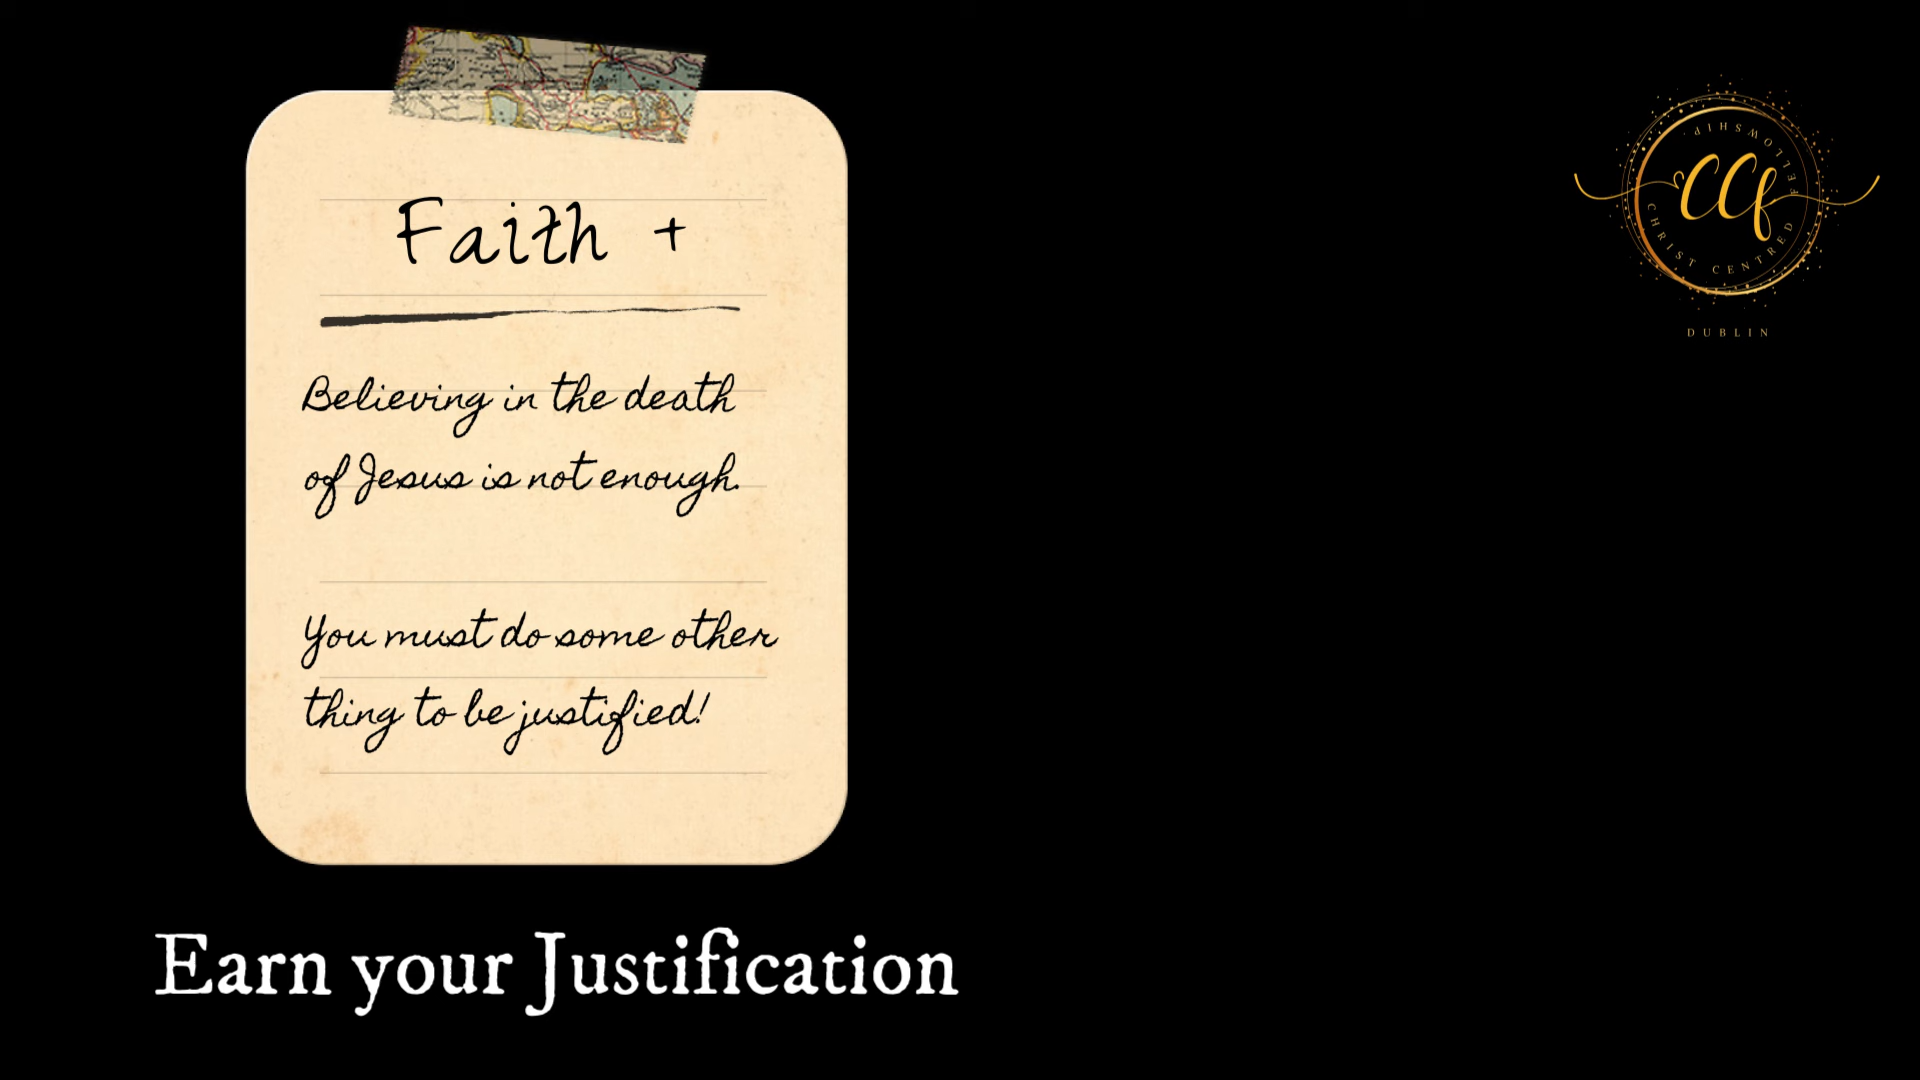 Faith +
Believing in the death
of Jesus is not enough.
You must do some other
thing to be justified!
Earn your Justification
CCf
CHRIST CENTRED FELLOWSHIP
DUBLIN